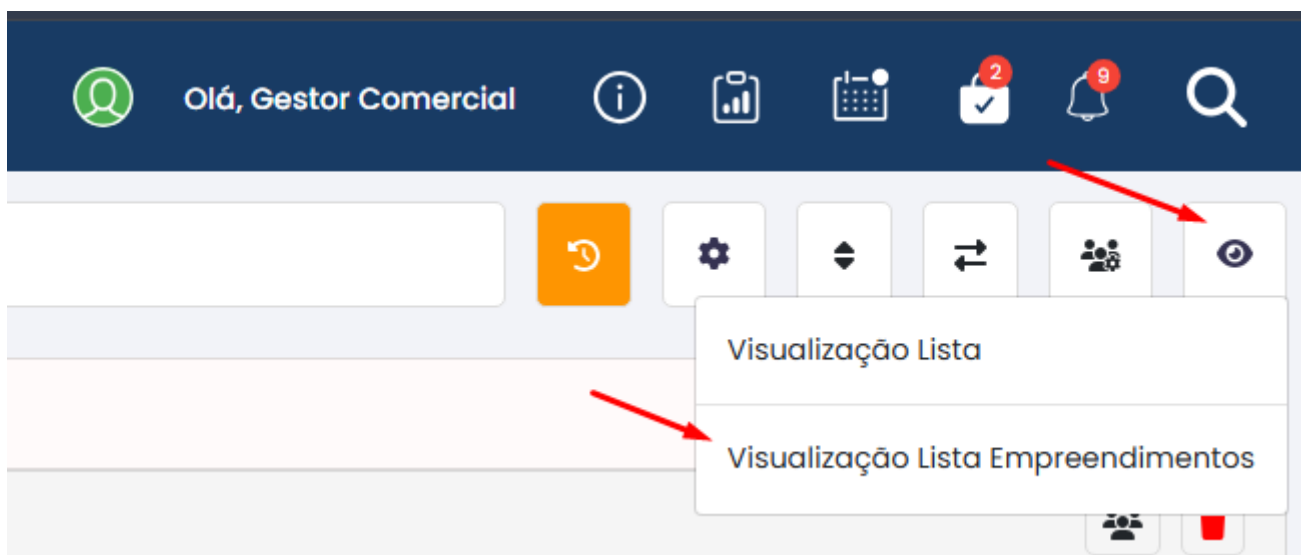 Olá, Gestor Comercial
2
9
Visualização Lista
Visualização Lista Empreendimentos